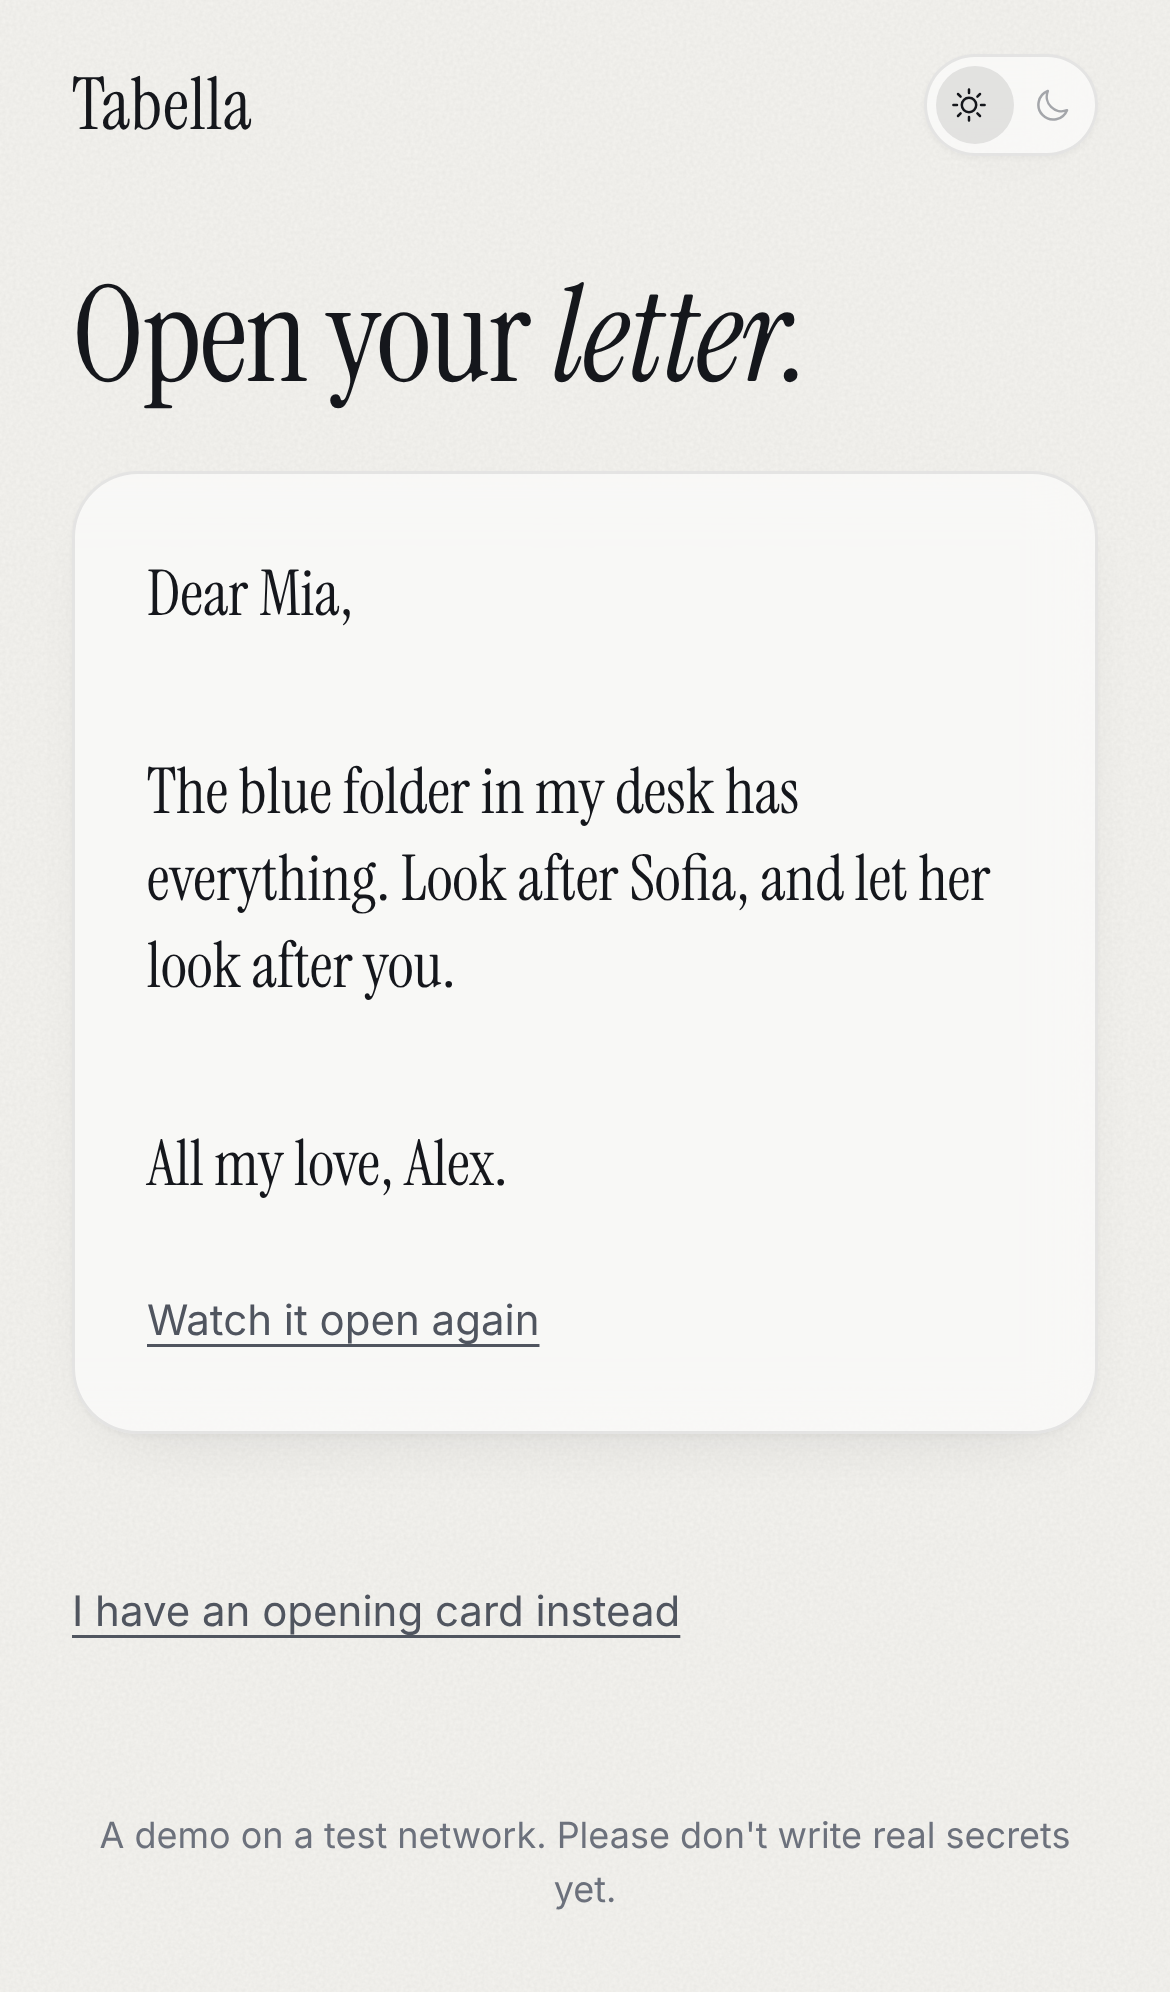 Tabella
Open your letter.
Dear Mia,
The blue folder in my desk has
everything. Look after Sofia, and let her
look after you.
All my love, Alex.
Watch it open again
I have an opening card instead
A demo on a test network. Please don't write real secrets
yet.